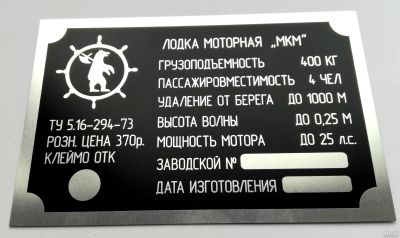 ЛОДКА МОТОРНАЯ „МКМ"
ГРУЗОПОДЪЕМНОСТЬ 400 КГ
ПАССАЖИРОВМЕСТИМОСТЬ 4 ЧЕЛ
УДАЛЕНИЕ ОТ БЕРЕГА ДО 1000 М
ВЫСОТА ВОЛНЫ ДО 0,25 М
МОЩНОСТЬ МОТОРА ДО 25 Л.С.
ЗАВОДСКОЙ №
ДАТА ИЗГОТОВЛЕНИЯ
ТУ 5.16-294-73
РОЗН. ЦЕНА 370р.
КЛЕЙМО ОТК